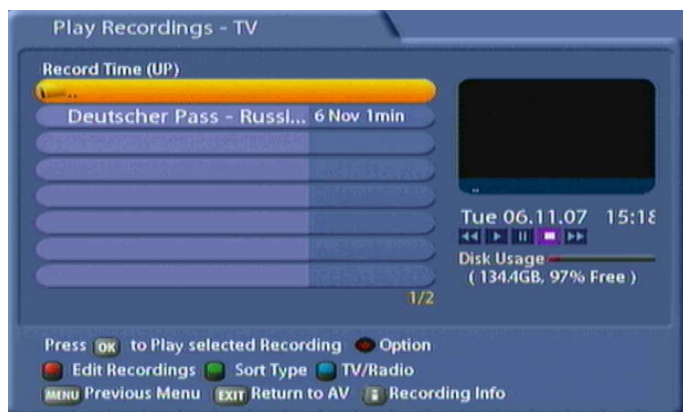 Play Recordings - TV
Record Time (UP)
..
Deutscher Pass - Russl... 6 Nov 1min
..
Tue 06.11.07 15:18
Disk Usage
( 134.4GB, 97% Free )
1/2
Press OK to Play selected Recording Option
Edit Recordings Sort Type TV/Radio
MENU Previous Menu EXIT Return to AV i Recording Info